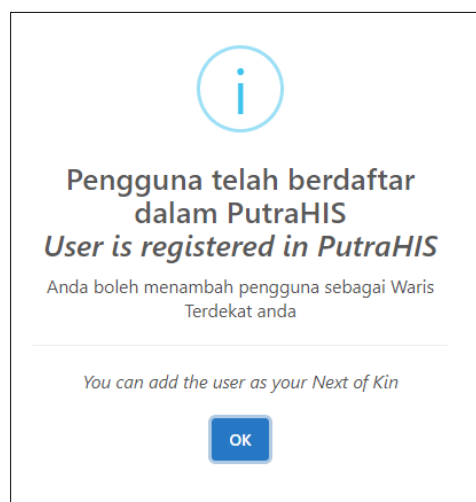 Pengguna telah berdaftar
dalam PutraHIS
User is registered in PutraHIS
Anda boleh menambah pengguna sebagai Waris
Terdekat anda
You can add the user as your Next of Kin
OK